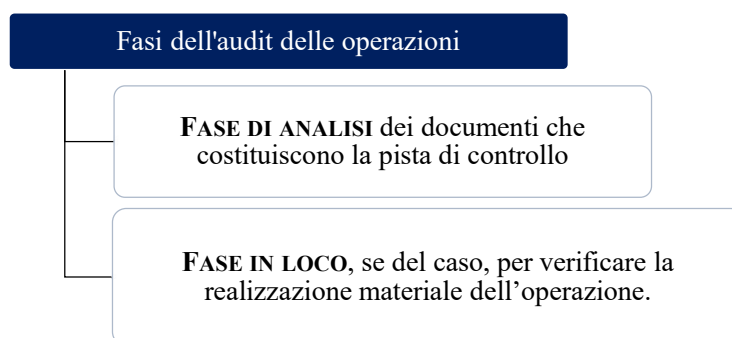 Fasi dell'audit delle operazioni
FASE DI ANALISI dei documenti che
costituiscono la pista di controllo
FASE IN LOCO, se del caso, per verificare la
realizzazione materiale dell’operazione.